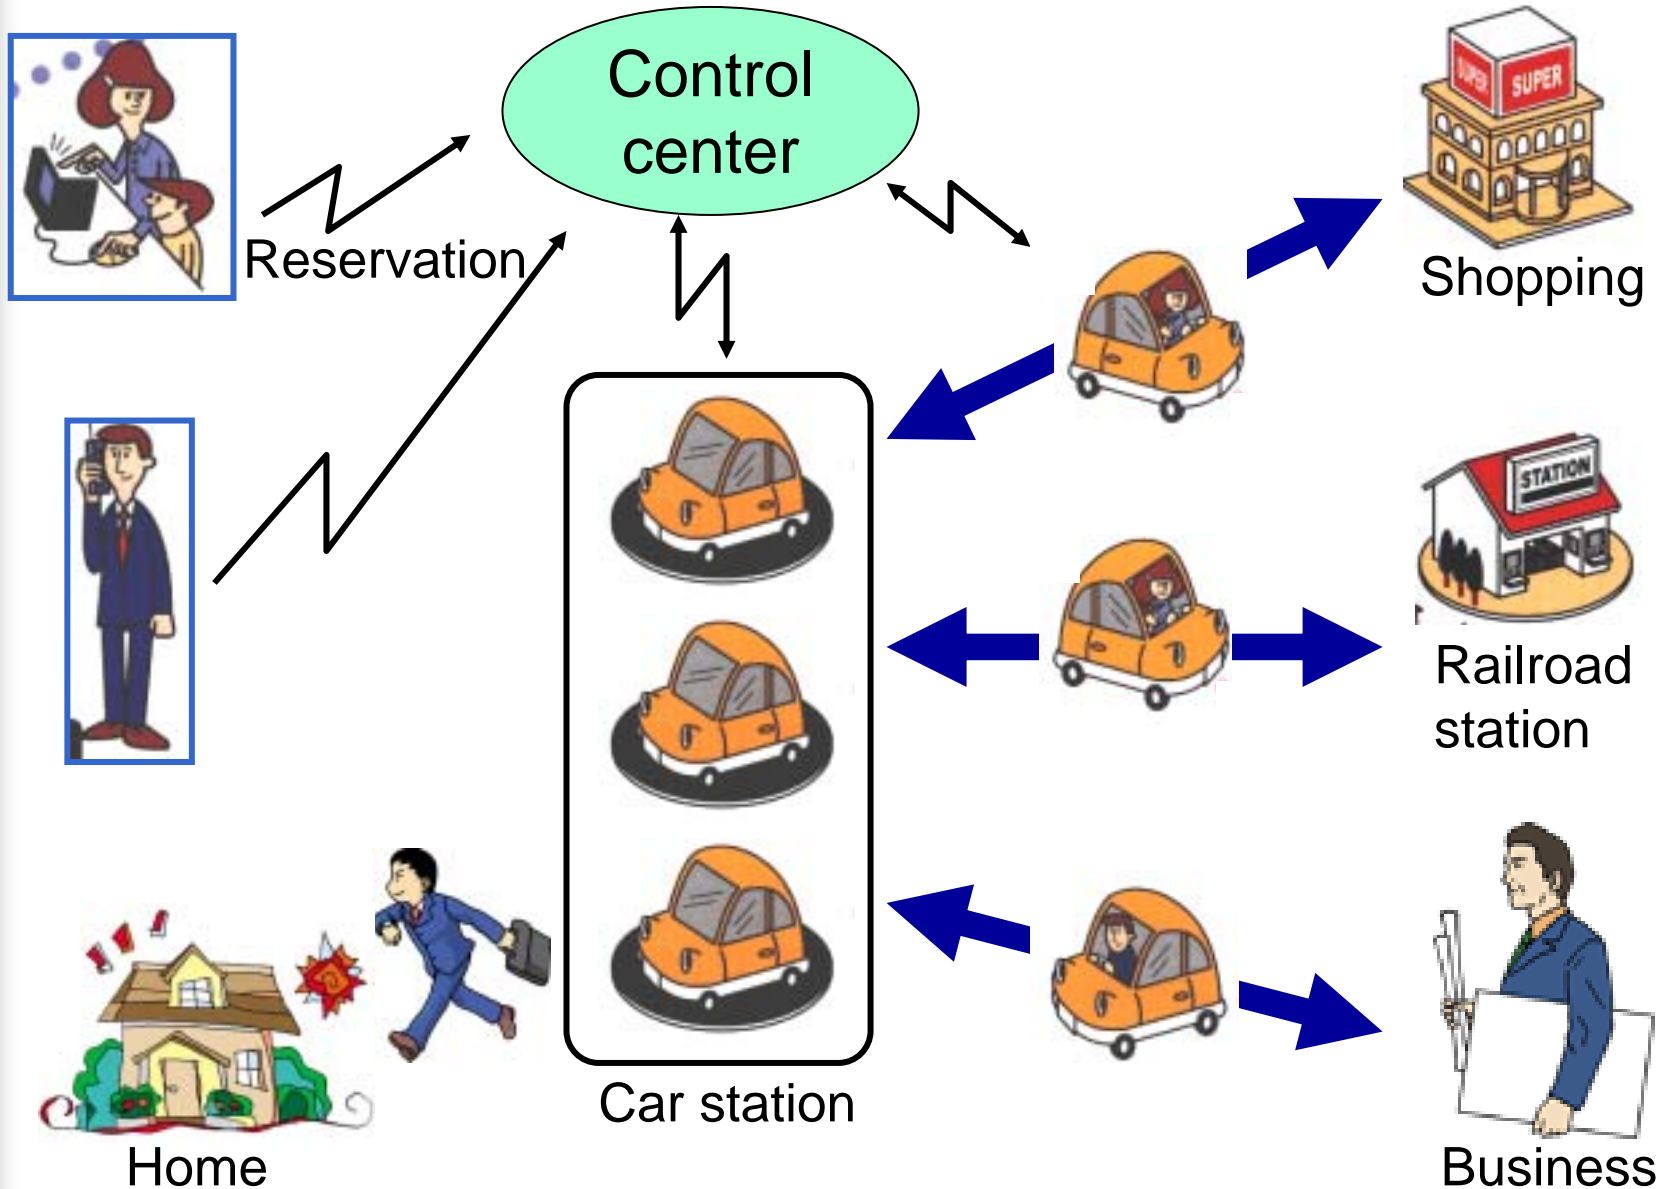 Control
center
SUPER
SUPER
Reservation
Shopping
STATION
Railroad
station
Car station
Home
Business